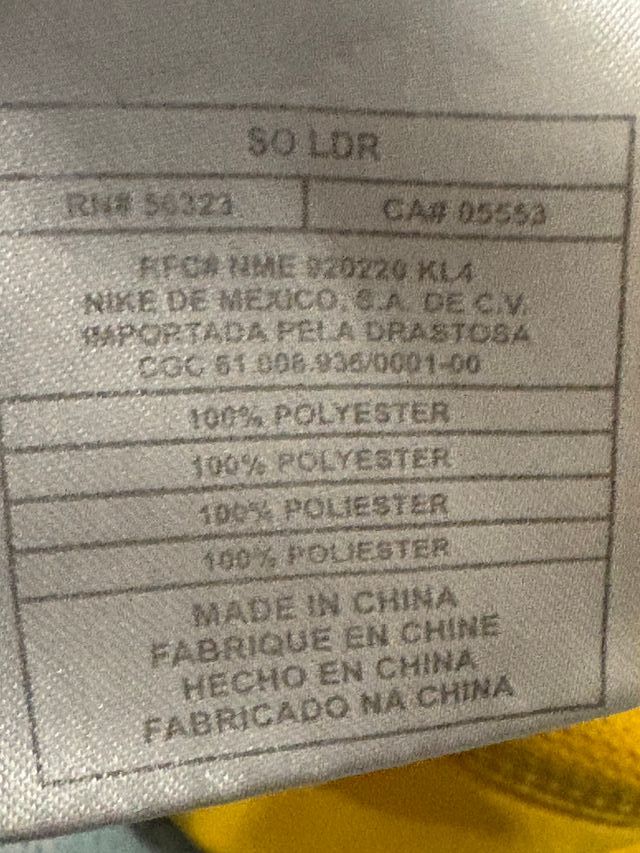 SO LDR
RN# 56323 CA# 05553
RFC# NME 920220 KL4
NIKE DE MEXICO, S.A. DE C.V.
IMPORTADA PELA DRASTOSA
CGC 61.008.936/0001-00
100% POLYESTER
100% POLYESTER
100% POLIESTER
100% POLIESTER
MADE IN CHINA
FABRIQUE EN CHINE
HECHO EN CHINA
FABRICADO NA CHINA